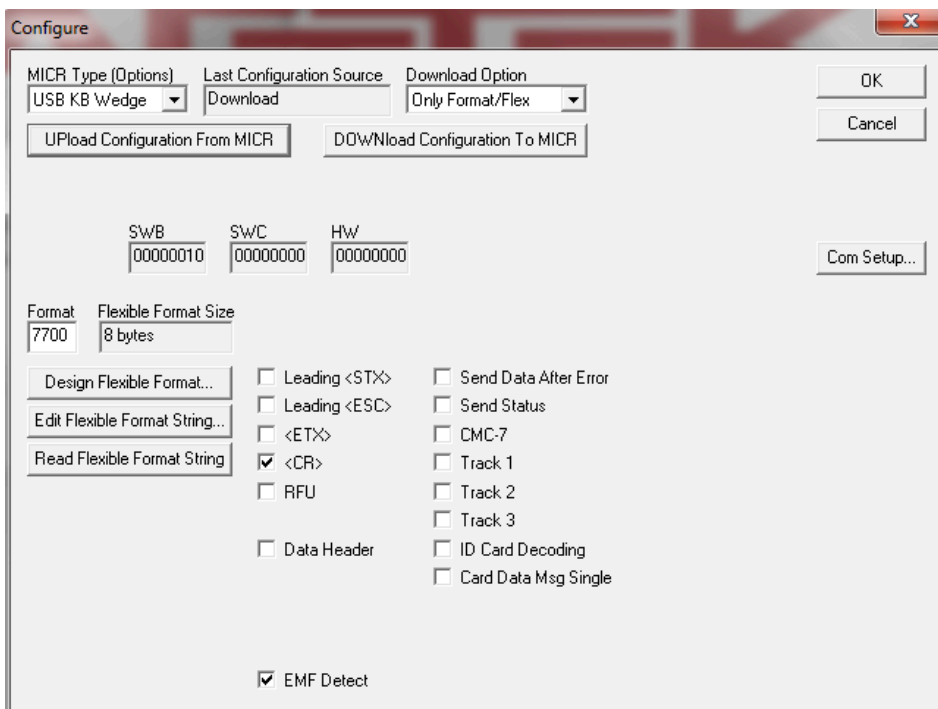 Configure
MICR Type (Options) Last Configuration Source Download Option
USB KB Wedge Download Only Format/Flex OK
UPload Configuration From MICR DOWNload Configuration To MICR Cancel
SWB SWC HW
00000010 00000000 00000000 Com Setup...
Format Flexible Format Size
7700 8 bytes
Design Flexible Format... Leading <STX> Send Data After Error
Edit Flexible Format String... Leading <ESC> Send Status
<ETX> CMC-7
Read Flexible Format String <CR> Track 1
RFU Track 2
Track 3
Data Header ID Card Decoding
Card Data Msg Single
EMF Detect